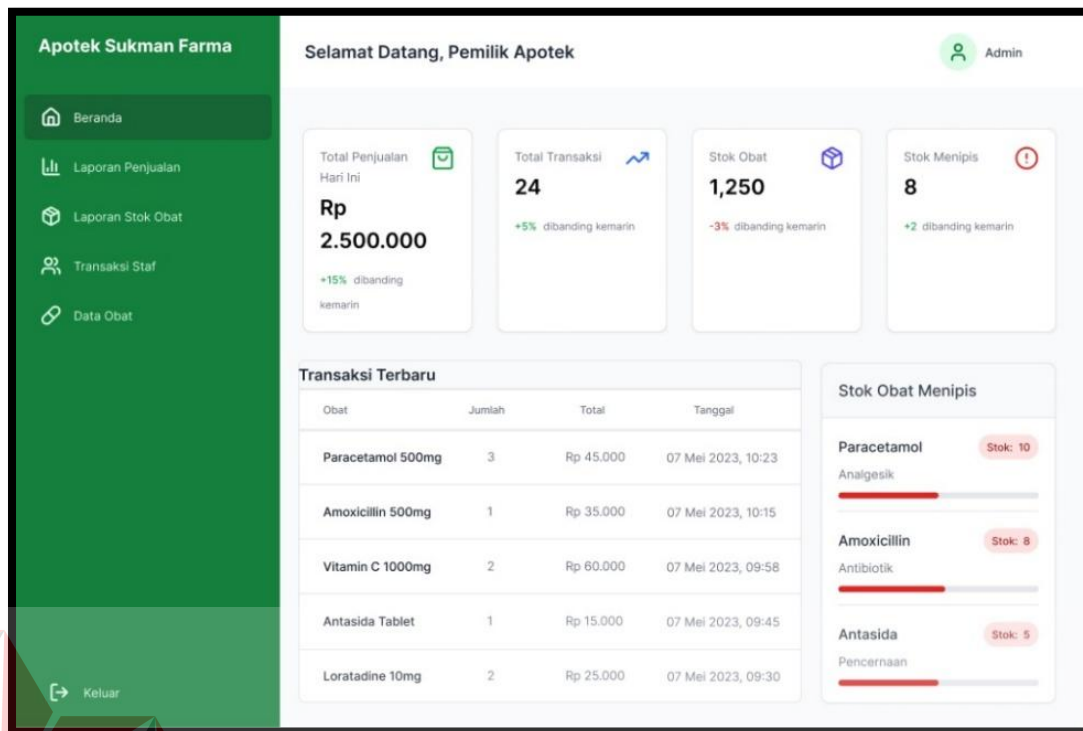 Apotek Sukman Farma
Beranda
Laporan Penjualan
Laporan Stok Obat
Transaksi Staf
Data Obat
Keluar
Selamat Datang, Pemilik Apotek
Admin
Total Penjualan
Hari Ini
Rp
2.500.000
+15% dibanding
kemarin
Total Transaksi
24
+5% dibanding kemarin
Stok Obat
1,250
-3% dibanding kemarin
Stok Menipis
8
+2 dibanding kemarin
Transaksi Terbaru
Obat Jumlah Total Tanggal
Paracetamol 500mg 3 Rp 45.000 07 Mei 2023, 10:23
Amoxicillin 500mg 1 Rp 35.000 07 Mei 2023, 10:15
Vitamin C 1000mg 2 Rp 60.000 07 Mei 2023, 09:58
Antasida Tablet 1 Rp 15.000 07 Mei 2023, 09:45
Loratadine 10mg 2 Rp 25.000 07 Mei 2023, 09:30
Stok Obat Menipis
Paracetamol Stok: 10
Analgesik
Amoxicillin Stok: 8
Antibiotik
Antasida Stok: 5
Pencernaan